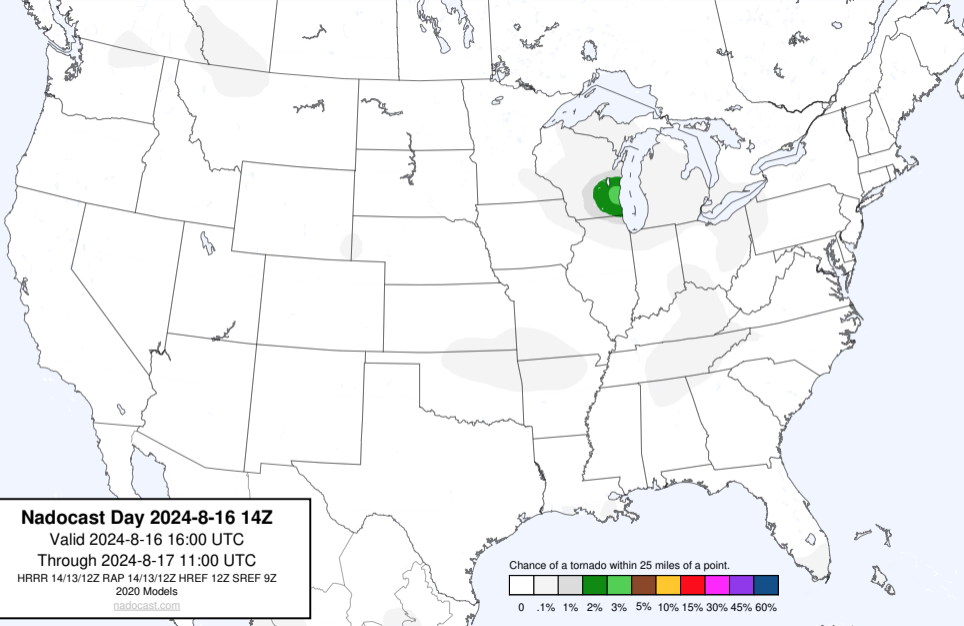 Nadocast Day 2024-8-16 14Z
Valid 2024-8-16 16:00 UTC
Through 2024-8-17 11:00 UTC
HRRR 14/13/12Z RAP 14/13/12Z HREF 12Z SREF 9Z
2020 Models
nadocast.com
Chance of a tornado within 25 miles of a point.
0 .1% 1% 2% 3% 5% 10% 15% 30% 45% 60%